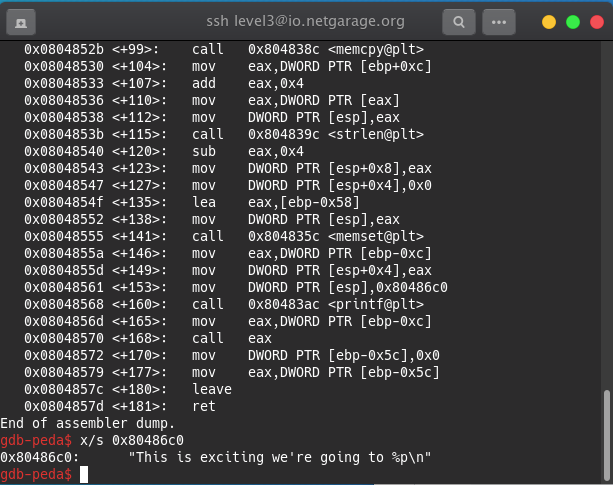 ssh level3@io.netgarage.org
0x0804852b <+99>: call 0x804838c <memcpy@plt>
0x08048530 <+104>: mov eax,DWORD PTR [ebp+0xc]
0x08048533 <+107>: add eax,0x4
0x08048536 <+110>: mov eax,DWORD PTR [eax]
0x08048538 <+112>: mov DWORD PTR [esp],eax
0x0804853b <+115>: call 0x804839c <strlen@plt>
0x08048540 <+120>: sub eax,0x4
0x08048543 <+123>: mov DWORD PTR [esp+0x8],eax
0x08048547 <+127>: mov DWORD PTR [esp+0x4],0x0
0x0804854f <+135>: lea eax,[ebp-0x58]
0x08048552 <+138>: mov DWORD PTR [esp],eax
0x08048555 <+141>: call 0x804835c <memset@plt>
0x0804855a <+146>: mov eax,DWORD PTR [ebp-0xc]
0x0804855d <+149>: mov DWORD PTR [esp+0x4],eax
0x08048561 <+153>: mov DWORD PTR [esp],0x80486c0
0x08048568 <+160>: call 0x80483ac <printf@plt>
0x0804856d <+165>: mov eax,DWORD PTR [ebp-0xc]
0x08048570 <+168>: call eax
0x08048572 <+170>: mov DWORD PTR [ebp-0x5c],0x0
0x08048579 <+177>: mov eax,DWORD PTR [ebp-0x5c]
0x0804857c <+180>: leave
0x0804857d <+181>: ret
End of assembler dump.
gdb-peda$ x/s 0x80486c0
0x80486c0: "This is exciting we're going to %p\n"
gdb-peda$